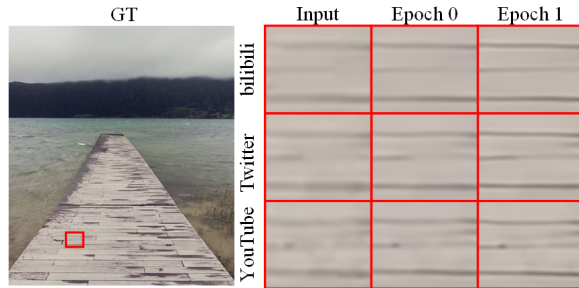 GT
Input Epoch 0 Epoch 1
bilibili
Twitter
YouTube